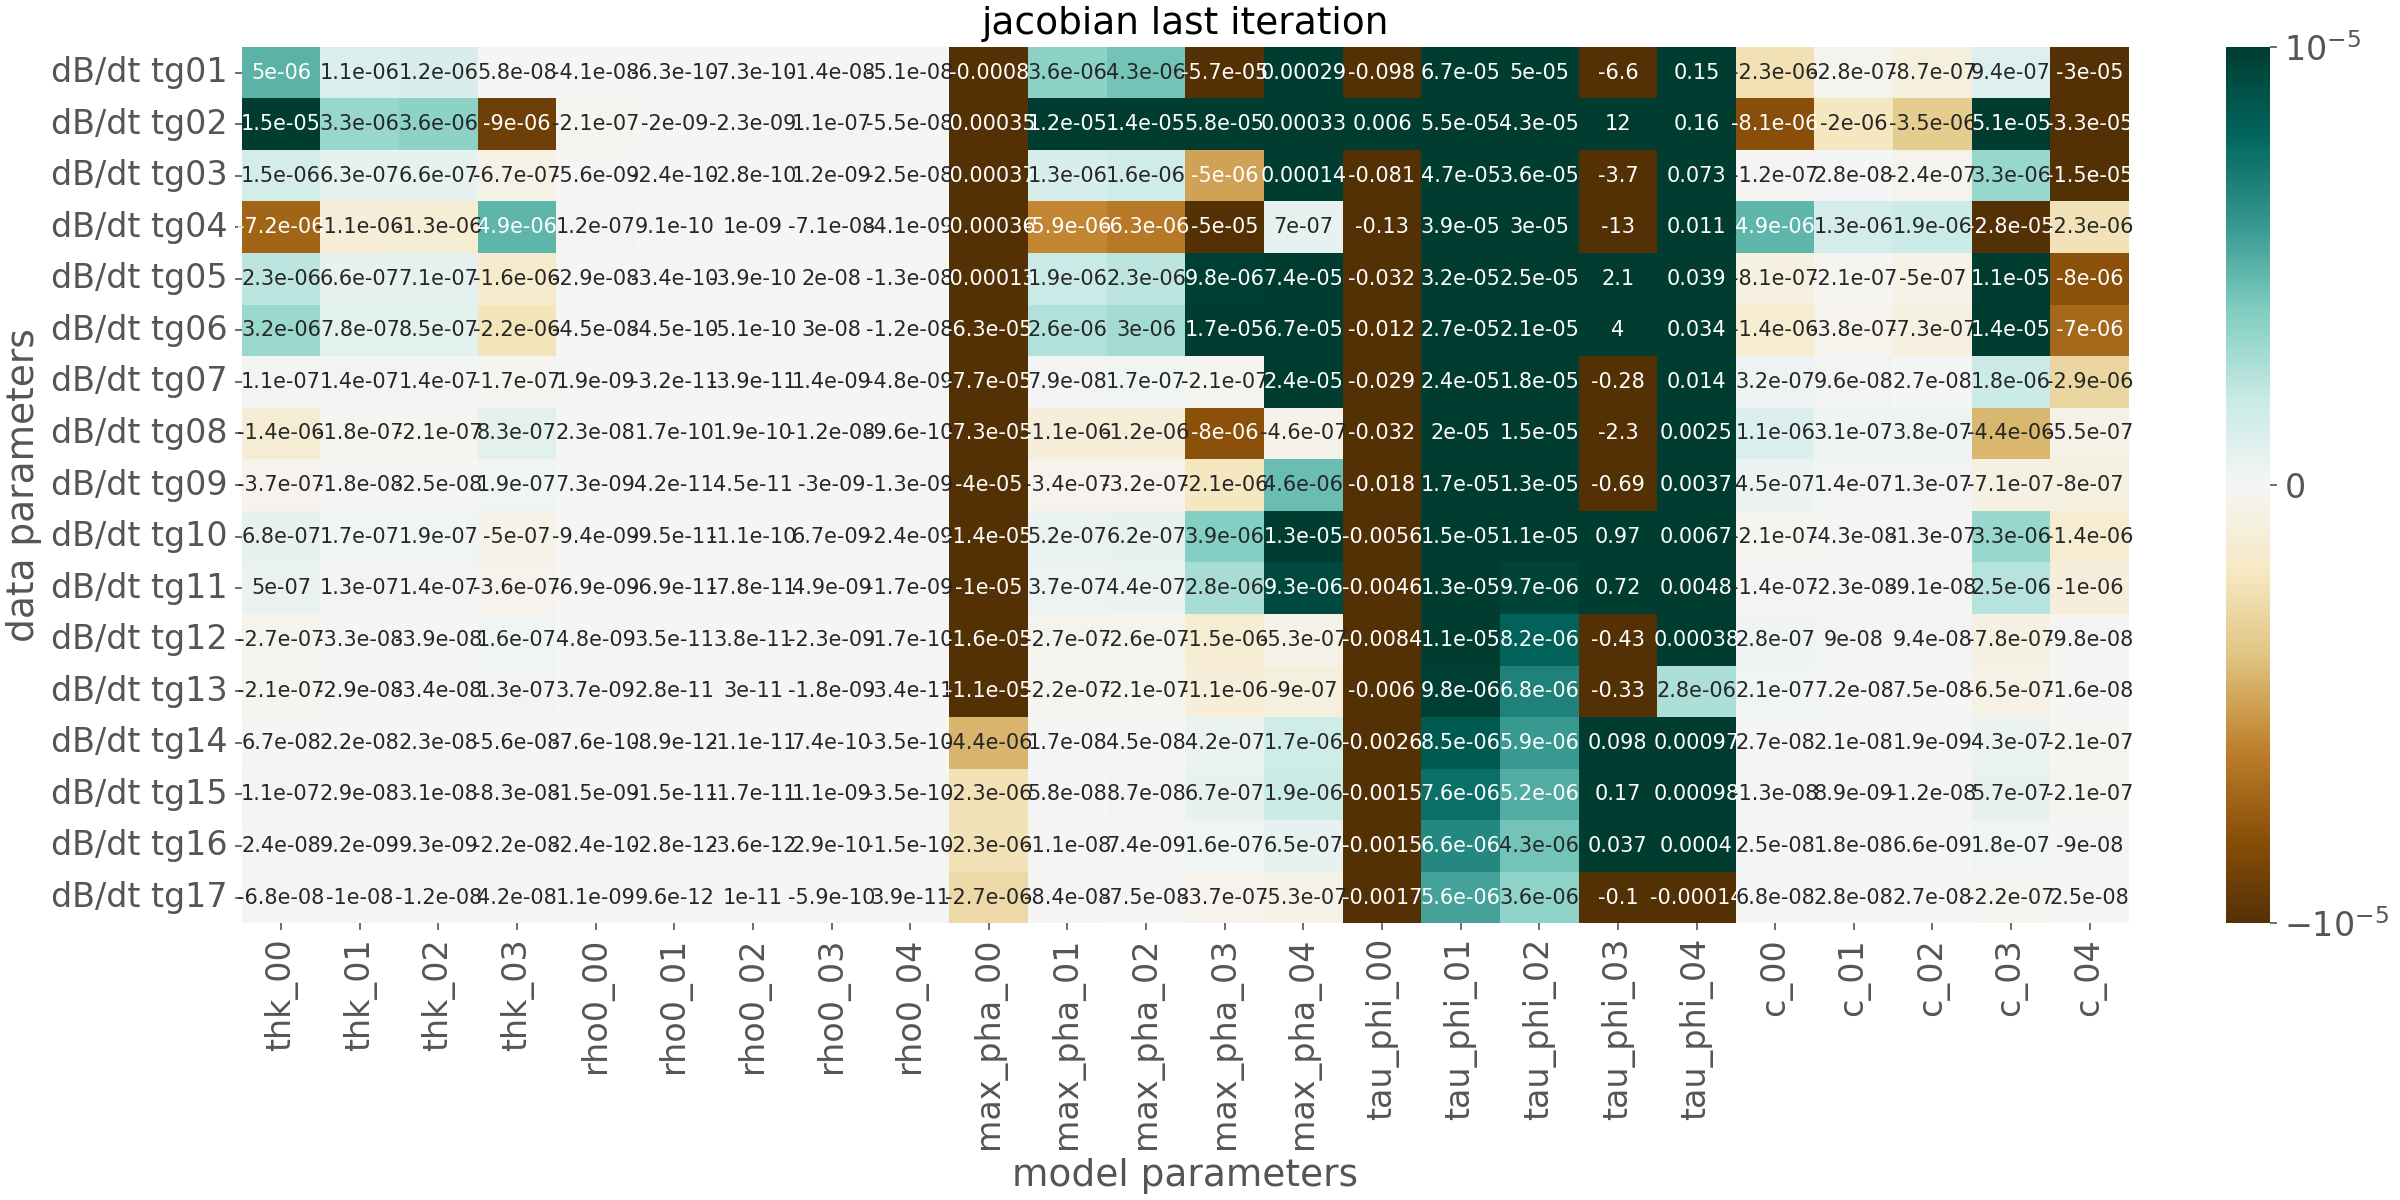 jacobian last iteration
dB/dt tg01 5e-06 1.1e-06 1.2e-06 5.8e-08 -4.1e-08 -6.3e-10 -7.3e-10 -1.4e-08 -5.1e-08 -0.0008 3.6e-06 4.3e-06 -5.7e-05 0.00029 -0.098 6.7e-05 5e-05 -6.6 0.15 -2.3e-06 -2.8e-07 -8.7e-07 9.4e-07 -3e-05
dB/dt tg02 1.5e-05 3.3e-06 3.6e-06 -9e-06 -2.1e-07 -2e-09 -2.3e-09 1.1e-07 -5.5e-08 -0.00035 1.2e-05 1.4e-05 5.8e-05 0.00033 0.006 5.5e-05 4.3e-05 12 0.16 -8.1e-06 -2e-06 -3.5e-06 5.1e-05 -3.3e-05
dB/dt tg03 1.5e-06 6.3e-07 6.6e-07 -6.7e-07 -5.6e-09 -2.4e-10 -2.8e-10 1.2e-09 -2.5e-08 -0.00037 1.3e-06 1.6e-06 -5e-06 0.00014 -0.081 4.7e-05 3.6e-05 -3.7 0.073 -1.2e-07 2.8e-08 -2.4e-07 3.3e-06 -1.5e-05
dB/dt tg04 -7.2e-06 -1.1e-06 -1.3e-06 4.9e-06 1.2e-07 9.1e-10 1e-09 -7.1e-08 -4.1e-09 -0.00036 -5.9e-06 -6.3e-06 -5e-05 7e-07 -0.13 3.9e-05 3e-05 -13 0.011 4.9e-06 1.3e-06 1.9e-06 -2.8e-05 -2.3e-06
dB/dt tg05 2.3e-06 6.6e-07 7.1e-07 -1.6e-06 -2.9e-08 -3.4e-10 -3.9e-10 2e-08 -1.3e-08 -0.00013 1.9e-06 2.3e-06 9.8e-06 7.4e-05 -0.032 3.2e-05 2.5e-05 2.1 0.039 -8.1e-07 -2.1e-07 -5e-07 1.1e-05 -8e-06
dB/dt tg06 3.2e-06 7.8e-07 8.5e-07 -2.2e-06 -4.5e-08 -4.5e-10 -5.1e-10 3e-08 -1.2e-08 -6.3e-05 2.6e-06 3e-06 1.7e-05 6.7e-05 -0.012 2.7e-05 2.1e-05 4 0.034 -1.4e-06 -3.8e-07 -7.3e-07 1.4e-05 -7e-06
dB/dt tg07 1.1e-07 1.4e-07 1.4e-07 -1.7e-07 1.9e-09 -3.2e-11 -3.9e-11 1.4e-09 -4.8e-09 -7.7e-05 7.9e-08 1.7e-07 -2.1e-07 2.4e-05 -0.029 2.4e-05 1.8e-05 -0.28 0.014 3.2e-07 9.6e-08 2.7e-08 1.8e-06 -2.9e-06
dB/dt tg08 -1.4e-06 -1.8e-07 -2.1e-07 8.3e-07 2.3e-08 1.7e-10 1.9e-10 -1.2e-08 -9.6e-10 -7.3e-05 -1.1e-06 -1.2e-06 -8e-06 -4.6e-07 -0.032 2e-05 1.5e-05 -2.3 0.0025 1.1e-06 3.1e-07 3.8e-07 -4.4e-06 -5.5e-07
dB/dt tg09 -3.7e-07 -1.8e-08 -2.5e-08 1.9e-07 7.3e-09 4.2e-11 4.5e-11 -3e-09 -1.3e-09 -4e-05 -3.4e-07 -3.2e-07 -2.1e-06 4.6e-06 -0.018 1.7e-05 1.3e-05 -0.69 0.0037 4.5e-07 1.4e-07 1.3e-07 -7.1e-07 -8e-07
dB/dt tg10 6.8e-07 1.7e-07 1.9e-07 -5e-07 -9.4e-09 -9.5e-11 -1.1e-10 6.7e-09 -2.4e-09 -1.4e-05 5.2e-07 6.2e-07 3.9e-06 1.3e-05 -0.0056 1.5e-05 1.1e-05 0.97 0.0067 -2.1e-07 -4.3e-08 -1.3e-07 3.3e-06 -1.4e-06
dB/dt tg11 5e-07 1.3e-07 1.4e-07 -3.6e-07 -6.9e-09 -6.9e-11 -7.8e-11 4.9e-09 -1.7e-09 -1e-05 3.7e-07 4.4e-07 2.8e-06 9.3e-06 -0.0046 1.3e-05 9.7e-06 0.72 0.0048 -1.4e-07 -2.3e-08 -9.1e-08 2.5e-06 -1e-06
dB/dt tg12 -2.7e-07 -3.3e-08 -3.9e-08 1.6e-07 4.8e-09 3.5e-11 3.8e-11 -2.3e-09 -1.7e-10 -1.6e-05 -2.7e-07 -2.6e-07 -1.5e-06 -5.3e-07 -0.0084 1.1e-05 8.2e-06 -0.43 0.00038 2.8e-07 9e-08 9.4e-08 -7.8e-07 -9.8e-08
dB/dt tg13 -2.1e-07 -2.9e-08 -3.4e-08 1.3e-07 3.7e-09 2.8e-11 3e-11 -1.8e-09 -3.4e-11 -1.1e-05 -2.2e-07 -2.1e-07 -1.1e-06 -9e-07 -0.006 9.8e-06 6.8e-06 -0.33 2.8e-06 2.1e-07 7.2e-08 7.5e-08 -6.5e-07 -1.6e-08
dB/dt tg14 6.7e-08 2.2e-08 2.3e-08 -5.6e-08 -7.6e-10 -8.9e-12 -1.1e-11 7.4e-10 -3.5e-10 -4.4e-06 1.7e-08 4.5e-08 4.2e-07 1.7e-06 -0.0026 8.5e-06 5.9e-06 0.098 0.00097 2.7e-08 2.1e-08 1.9e-09 4.3e-07 -2.1e-07
dB/dt tg15 1.1e-07 2.9e-08 3.1e-08 -8.3e-08 -1.5e-09 -1.5e-11 -1.7e-11 1.1e-09 -3.5e-10 -2.3e-06 5.8e-08 8.7e-08 6.7e-07 1.9e-06 -0.0015 7.6e-06 5.2e-06 0.17 0.00098 -1.3e-08 8.9e-09 -1.2e-08 5.7e-07 -2.1e-07
dB/dt tg16 2.4e-08 9.2e-09 9.3e-09 -2.2e-08 -2.4e-10 -2.8e-12 -3.6e-12 2.9e-10 -1.5e-10 -2.3e-06 -1.1e-08 7.4e-09 1.6e-07 6.5e-07 -0.0015 6.6e-06 4.3e-06 0.037 0.0004 2.5e-08 1.8e-08 6.6e-09 1.8e-07 -9e-08
dB/dt tg17 -6.8e-08 -1e-08 -1.2e-08 4.2e-08 1.1e-09 9.6e-12 1e-11 -5.9e-10 3.9e-11 -2.7e-06 -8.4e-08 -7.5e-08 -3.7e-07 -5.3e-07 -0.0017 5.6e-06 3.6e-06 -0.1 -0.00014 6.8e-08 2.8e-08 2.7e-08 -2.2e-07 2.5e-08
thk_00 thk_01 thk_02 thk_03 rho0_00 rho0_01 rho0_02 rho0_03 rho0_04 max_pha_00 max_pha_01 max_pha_02 max_pha_03 max_pha_04 tau_phi_00 tau_phi_01 tau_phi_02 tau_phi_03 tau_phi_04 c_00 c_01 c_02 c_03 c_04
model parameters
data parameters
10⁻⁵
0
−10⁻⁵